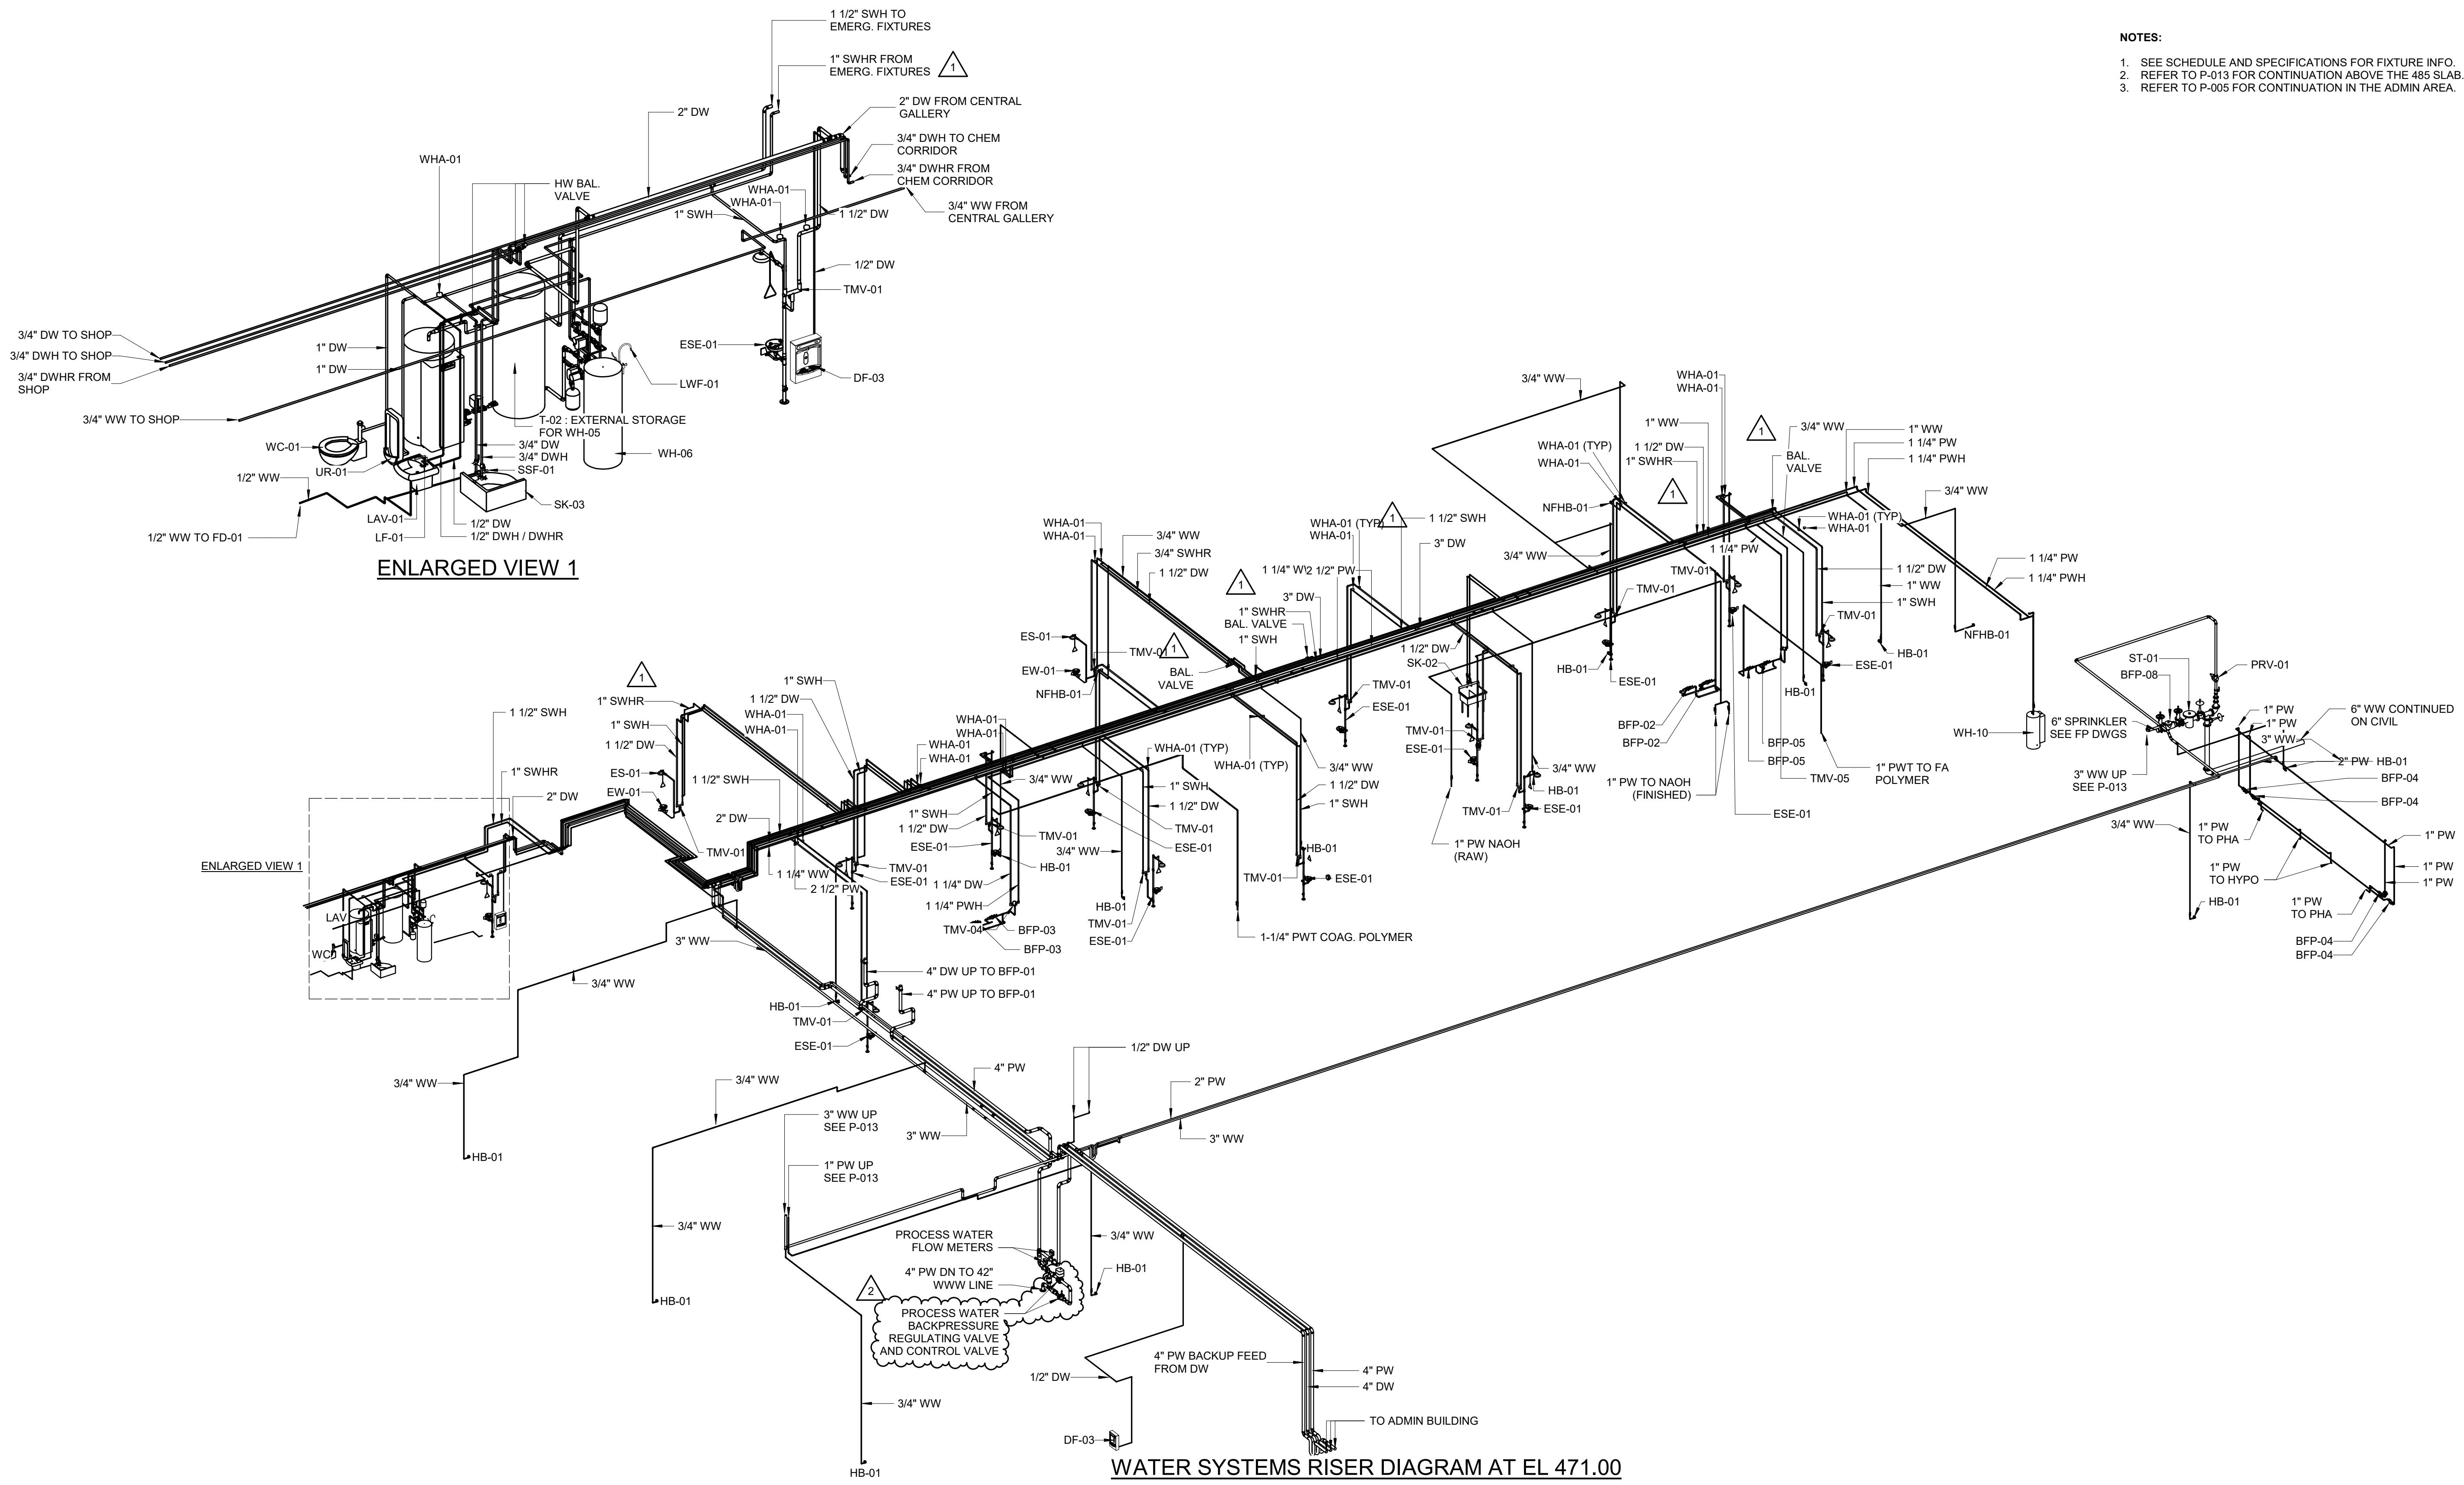 1 1/2" SWH TO
EMERG. FIXTURES
1" SWHR FROM
EMERG. FIXTURES
1
2" DW FROM CENTRAL
GALLERY
2" DW
3/4" DWH TO CHEM
CORRIDOR
3/4" DWHR FROM
CHEM CORRIDOR
WHA-01
HW BAL.
VALVE
WHA-01
WHA-01
1" SWH
1 1/2" DW
3/4" WW FROM
CENTRAL GALLERY
1/2" DW
TMV-01
3/4" DW TO SHOP
3/4" DWH TO SHOP
3/4" DWHR FROM
SHOP
1" DW
1" DW
ESE-01
DF-03
LWF-01
3/4" WW TO SHOP
T-02 : EXTERNAL STORAGE
FOR WH-05
WC-01
3/4" DW
3/4" DWH
WH-06
UR-01
SSF-01
1/2" WW
SK-03
LAV-01
1/2" DW
1/2" WW TO FD-01
LF-01
1/2" DWH / DWHR
ENLARGED VIEW 1
NOTES:
1. SEE SCHEDULE AND SPECIFICATIONS FOR FIXTURE INFO.
2. REFER TO P-013 FOR CONTINUATION ABOVE THE 485 SLAB.
3. REFER TO P-005 FOR CONTINUATION IN THE ADMIN AREA.
3/4" WW
WHA-01
WHA-01
1" WW
1
3/4" WW
1" WW
1 1/4" PW
1 1/4" PWH
WHA-01 (TYP)
WHA-01
1 1/2" DW
1" SWHR
BAL.
VALVE
1
3/4" WW
NFHB-01
WHA-01 (TYP)
WHA-01
3/4" WW
1 1/4" PW
1 1/4" PW
1 1/4" PWH
1 1/2" DW
1" WW
1" SWH
TMV-01
TMV-01
TMV-01
NFHB-01
HB-01
ESE-01
HB-01
ESE-01
HB-01
BFP-02
BFP-02
BFP-05
BFP-05
TMV-05
1" PWT TO FA
POLYMER
1" PW TO NAOH
(FINISHED)
ESE-01
WH-10
WHA-01
WHA-01
3/4" WW
3/4" SWHR
1 1/2" DW
WHA-01 (TYP)
WHA-01
1
1 1/2" SWH
3" DW
1 1/4" W
2 1/2" PW
1
3" DW
1" SWHR
BAL. VALVE
1" SWH
ES-01
TMV-01
1
EW-01
NFHB-01
BAL.
VALVE
1 1/2" DW
SK-02
TMV-01
ESE-01
TMV-01
ESE-01
3/4" WW
HB-01
TMV-01
ESE-01
1" PW NAOH
(RAW)
1
1" SWHR
1" SWH
1 1/2" DW
ES-01
EW-01
1 1/2" SWH
1" SWHR
2" DW
1" SWH
1 1/2" DW
WHA-01
WHA-01
WHA-01
WHA-01
WHA-01
WHA-01
1 1/2" SWH
2" DW
TMV-01
1 1/4" WW
2 1/2" PW
TMV-01
ESE-01
3/4" WW
1" SWH
1 1/2" DW
ESE-01
TMV-01
HB-01
3/4" WW
1 1/4" DW
1 1/4" PWH
TMV-04
BFP-03
BFP-03
WHA-01 (TYP)
1" SWH
1 1/2" DW
TMV-01
ESE-01
HB-01
TMV-01
ESE-01
WHA-01 (TYP)
3/4" WW
1 1/2" DW
1" SWH
HB-01
TMV-01
ESE-01
1-1/4" PWT COAG. POLYMER
ENLARGED VIEW 1
LAV
WC
3" WW
3/4" WW
4" DW UP TO BFP-01
4" PW UP TO BFP-01
HB-01
TMV-01
ESE-01
3/4" WW
HB-01
3/4" WW
4" PW
1/2" DW UP
2" PW
3" WW UP
SEE P-013
3" WW
3" WW
1" PW UP
SEE P-013
3/4" WW
HB-01
PROCESS WATER
FLOW METERS
3/4" WW
4" PW DN TO 42"
WWW LINE
HB-01
2
PROCESS WATER
BACKPRESSURE
REGULATING VALVE
AND CONTROL VALVE
4" PW BACKUP FEED
FROM DW
4" PW
4" DW
1/2" DW
3/4" WW
TO ADMIN BUILDING
DF-03
HB-01
ST-01
BFP-08
PRV-01
6" SPRINKLER
SEE FP DWGS
1" PW
1" PW
3" WW
6" WW CONTINUED
ON CIVIL
3" WW UP
SEE P-013
2" PW
HB-01
BFP-04
BFP-04
3/4" WW
1" PW
TO PHA
1" PW
1" PW
TO HYPO
1" PW
1" PW
HB-01
1" PW
TO PHA
BFP-04
BFP-04
WATER SYSTEMS RISER DIAGRAM AT EL 471.00